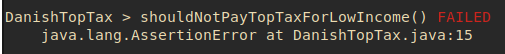 DanishTopTax > shouldNotPayTopTaxForLowIncome() FAILED
java.lang.AssertionError at DanishTopTax.java:15